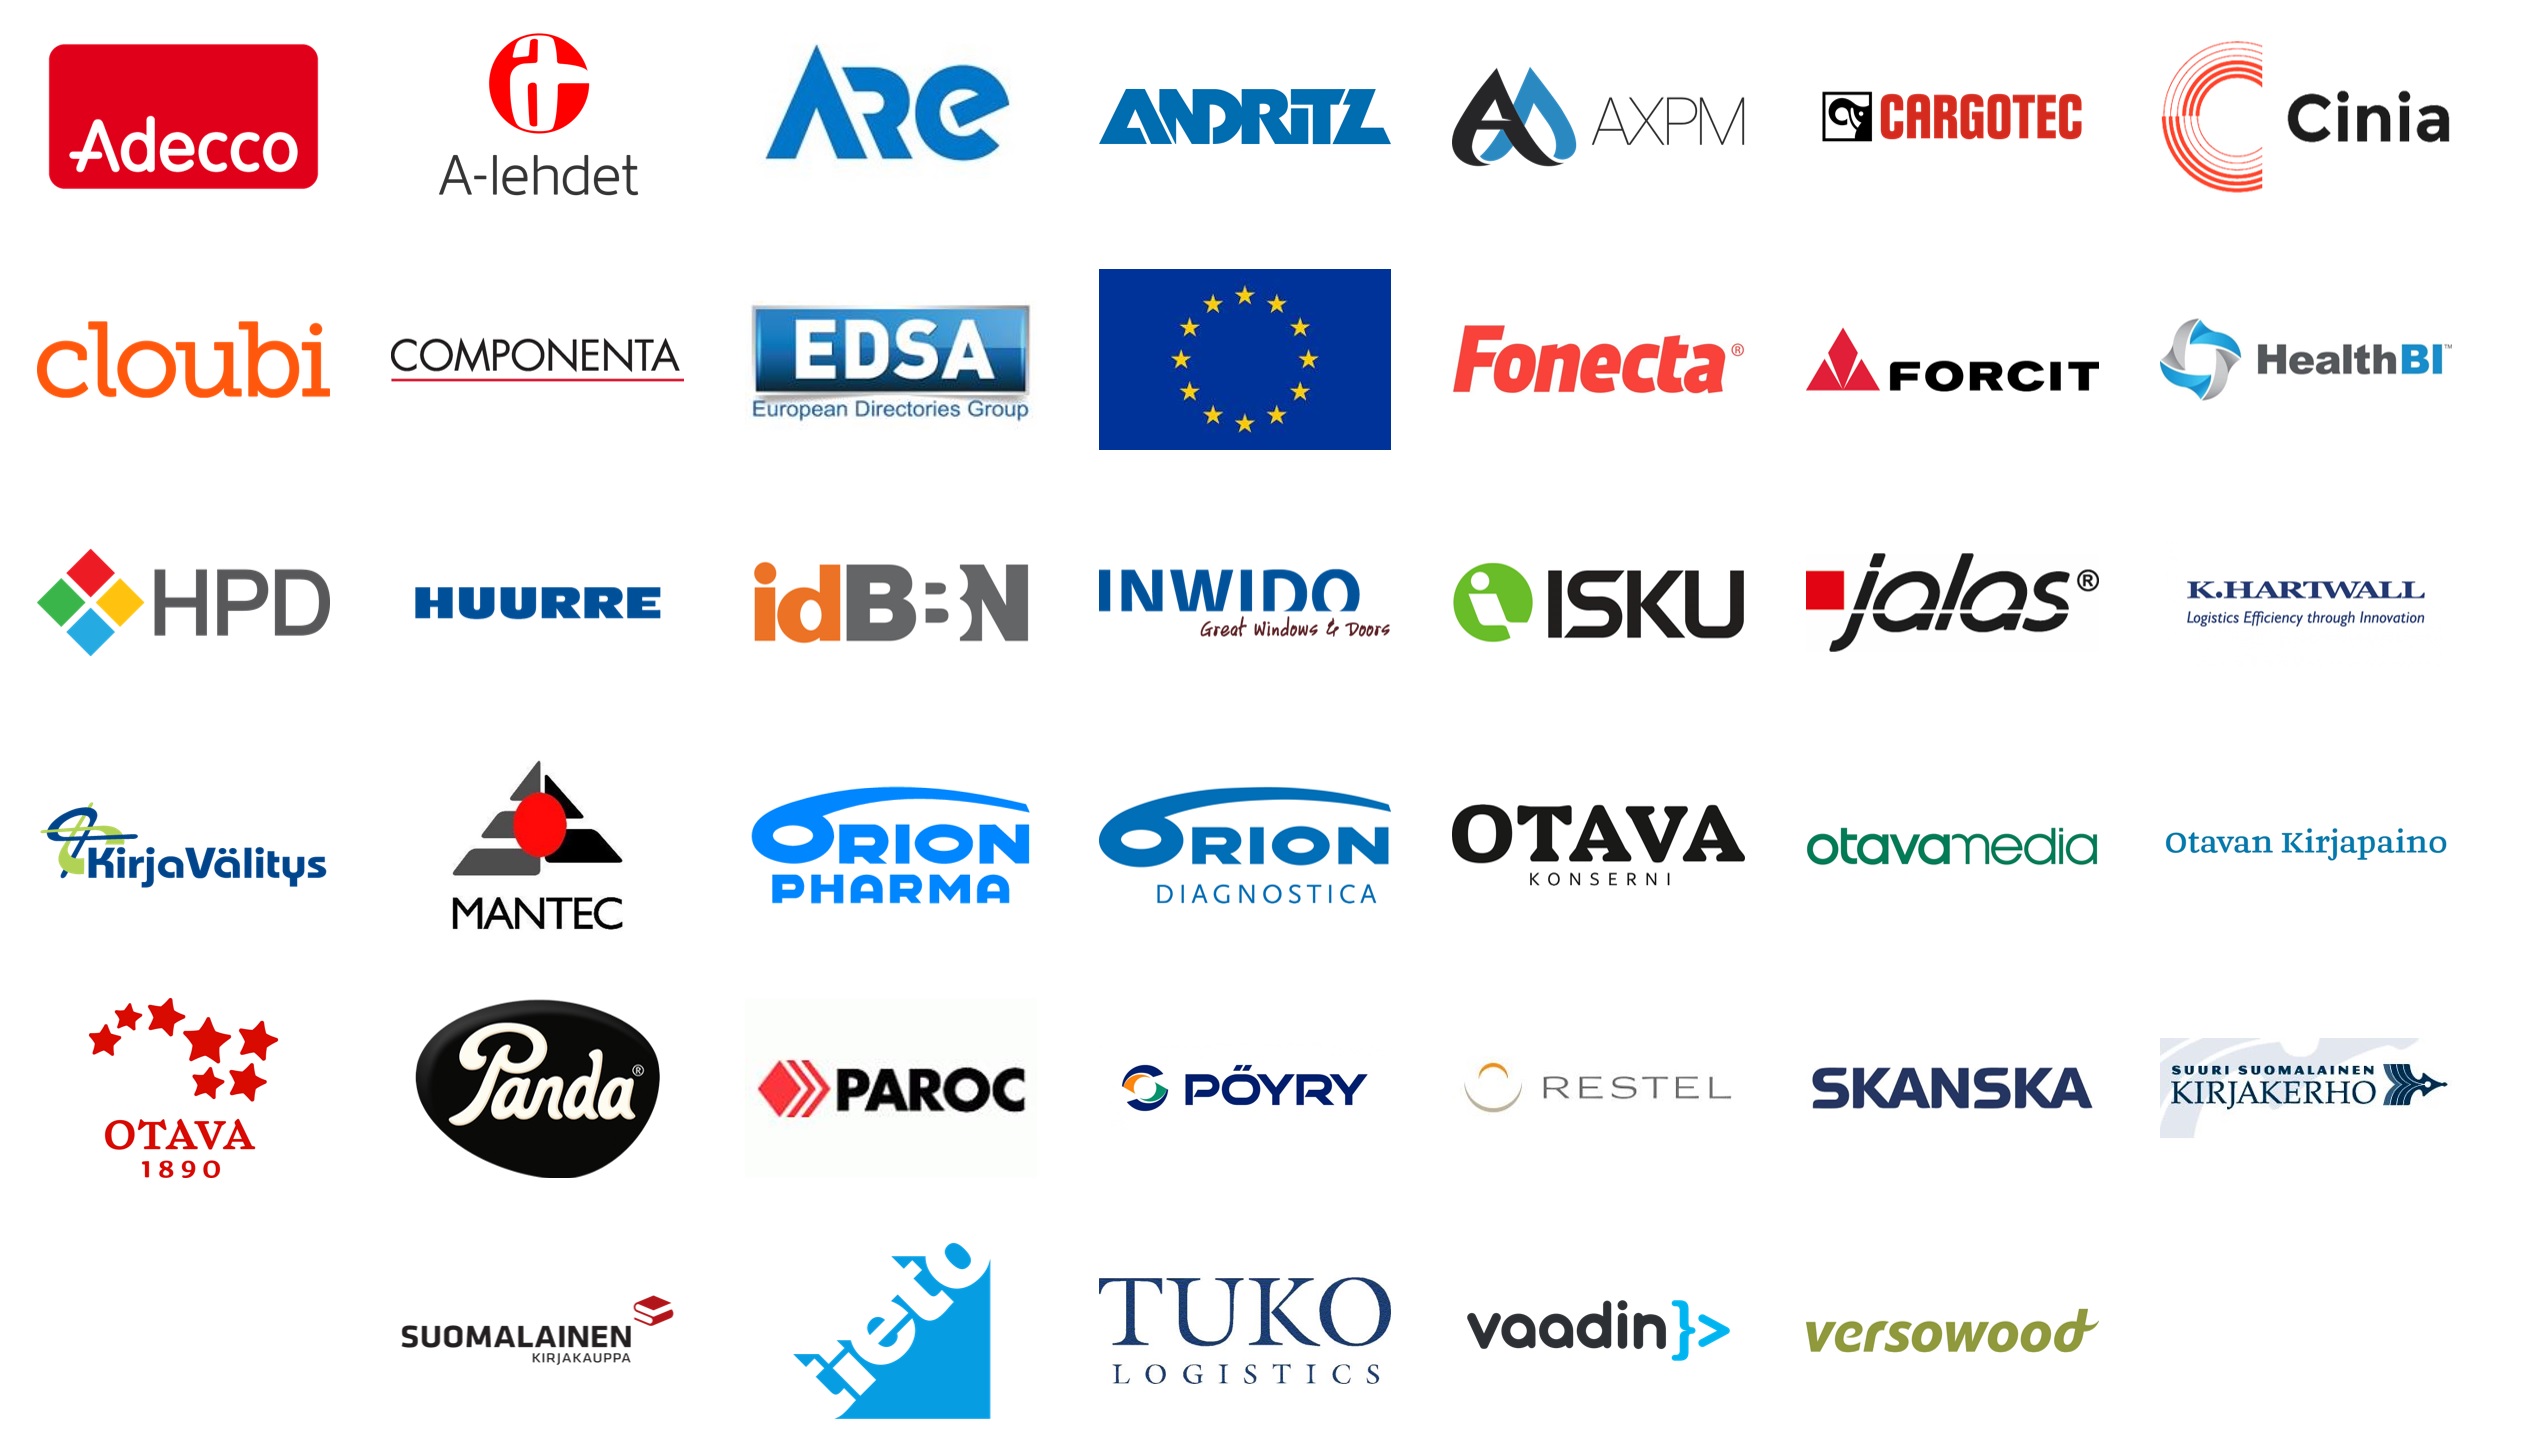 Adecco
A-lehdet
ARe
ANDRiTZ
AXPM
CARGOTEC
Cinia
cloubi
COMPONENTA
EDSA
European Directories Group
Fonecta®
FORCIT
HealthBI™
HPD
HUURRE
idBBN
INWIDO
Great Windows & Doors
ISKU
jalas®
K.HARTWALL
Logistics Efficiency through Innovation
KirjaVälitys
MANTEC
ORION
PHARMA
ORION
DIAGNOSTICA
OTAVA
KONSERNI
otavamedia
Otavan Kirjapaino
OTAVA
1890
Panda®
PAROC
PÖYRY
RESTEL
SKANSKA
SUURI SUOMALAINEN
KIRJAKERHO
SUOMALAINEN
KIRJAKAUPPA
tieto
TUKO
LOGISTICS
vaadin}>
versowood